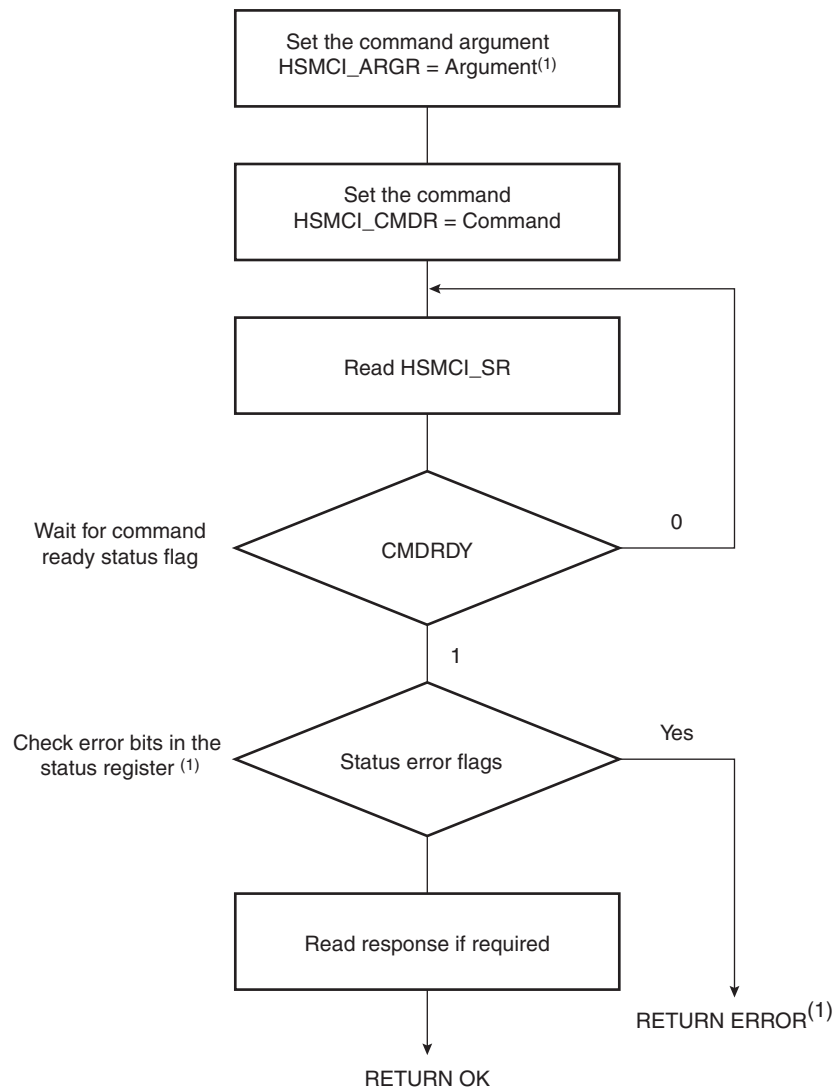 Set the command argument
HSMCI_ARGR = Argument(1)
Set the command
HSMCI_CMDR = Command
Read HSMCI_SR
Wait for command
ready status flag
CMDRDY
0
1
Check error bits in the
status register (1)
Status error flags
Yes
Read response if required
RETURN ERROR(1)
RETURN OK